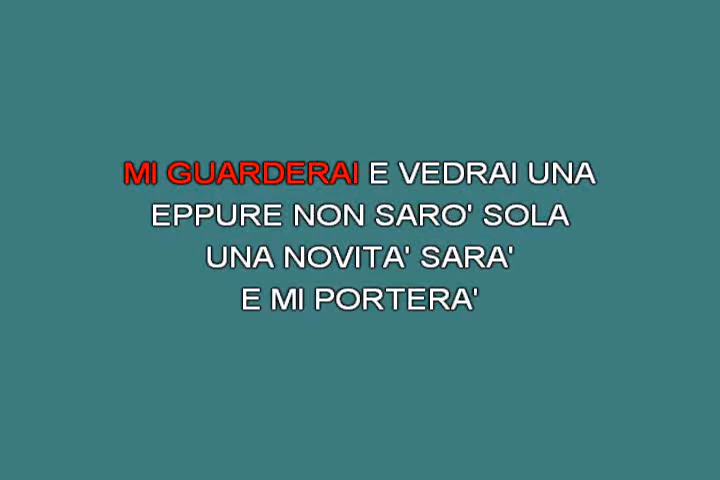 MI GUARDERAI E VEDRAI UNA
EPPURE NON SARO' SOLA
UNA NOVITA' SARA'
E MI PORTERA'